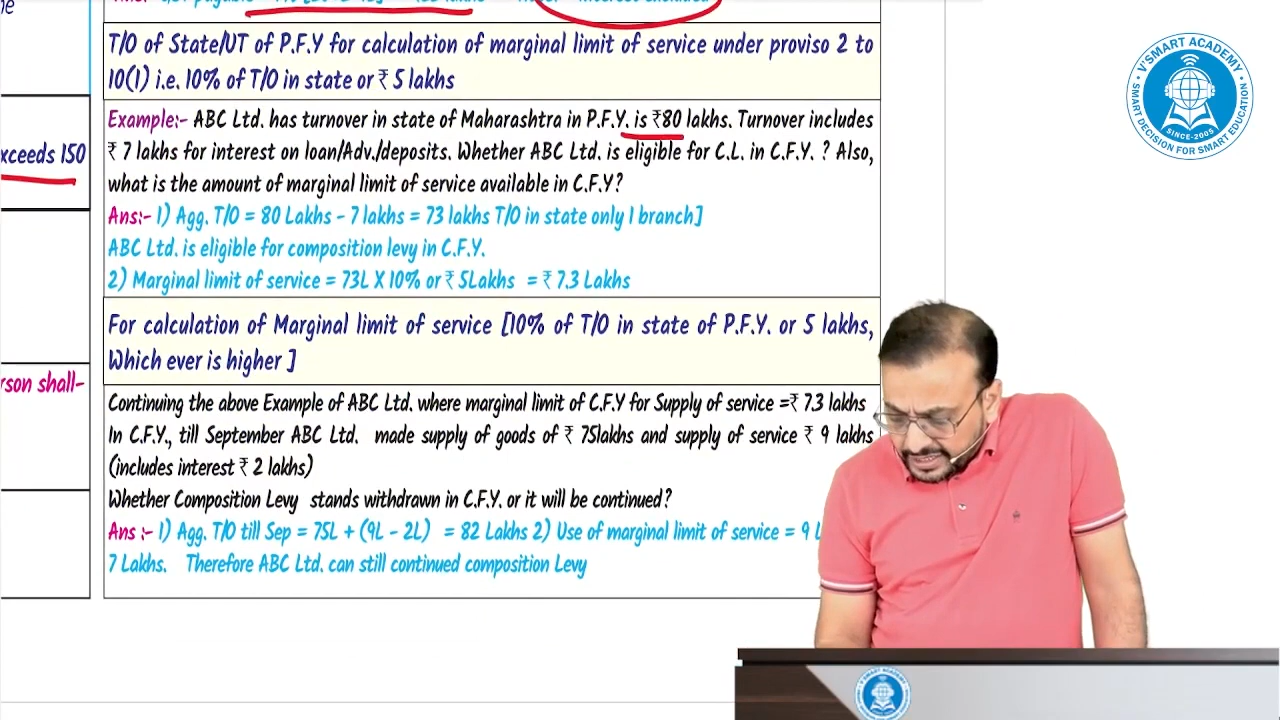 T/O of State/UT of P.F.Y for calculation of marginal limit of service under proviso 2 to
10(1) i.e. 10% of T/O in state or ₹ 5 lakhs
Example:- ABC Ltd. has turnover in state of Maharashtra in P.F.Y. is ₹80 lakhs. Turnover includes
₹ 7 lakhs for interest on loan/Adv./deposits. Whether ABC Ltd. is eligible for C.L. in C.F.Y. ? Also,
what is the amount of marginal limit of service available in C.F.Y?
Ans:- 1) Agg. T/O = 80 Lakhs - 7 lakhs = 73 lakhs T/O in state only 1 branch]
ABC Ltd. is eligible for composition levy in C.F.Y.
2) Marginal limit of service = 73L X 10% or ₹ 5Lakhs = ₹ 7.3 Lakhs
For calculation of Marginal limit of service [10% of T/O in state of P.F.Y. or 5 lakhs,
Which ever is higher ]
Continuing the above Example of ABC Ltd. where marginal limit of C.F.Y for Supply of service =₹ 7.3 lakhs
In C.F.Y., till September ABC Ltd. made supply of goods of ₹ 75lakhs and supply of service ₹ 9 lakhs
(includes interest ₹ 2 lakhs)
Whether Composition Levy stands withdrawn in C.F.Y. or it will be continued?
Ans :- 1) Agg. T/O till Sep = 75L + (9L - 2L) = 82 Lakhs 2) Use of marginal limit of service = 9 L
7 Lakhs. Therefore ABC Ltd. can still continued composition Levy
xceeds 150
rson shall-
V'SMART ACADEMY
SINCE-2005
SMART DECISION FOR SMART EDUCATION